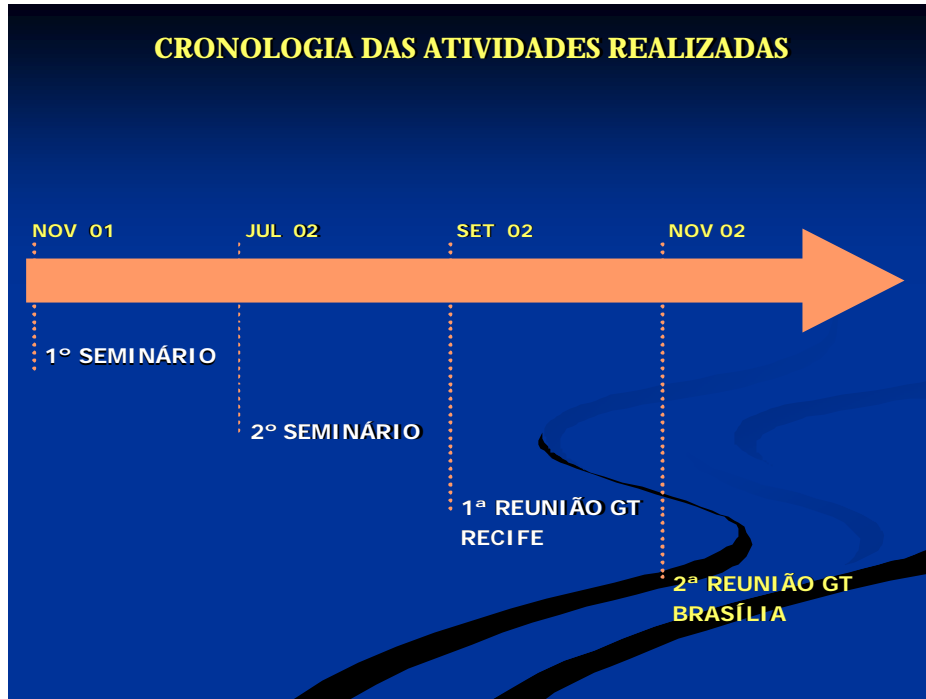 CRONOLOGIA DAS ATIVIDADES REALIZADAS
NOV 01
JUL 02
SET 02
NOV 02
1º SEMINÁRIO
2º SEMINÁRIO
1ª REUNIÃO GT
RECIFE
2ª REUNIÃO GT
BRASÍLIA